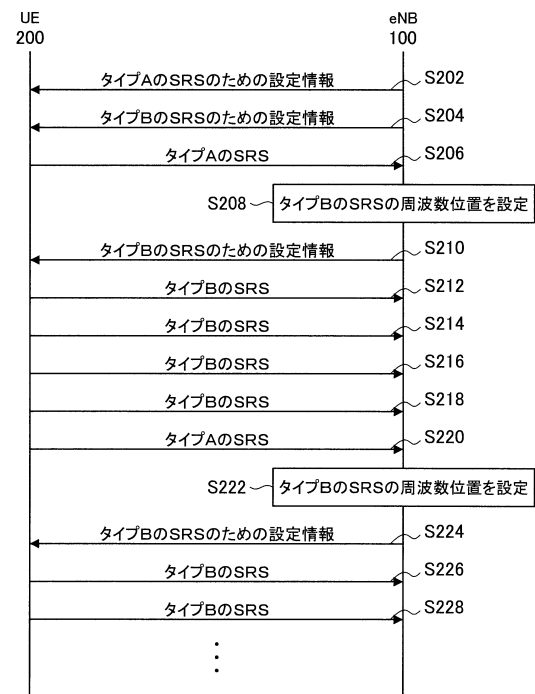 UE
200
eNB
100
タイプAのSRSのための設定情報
S202
タイプBのSRSのための設定情報
S204
タイプAのSRS
S206
S208
タイプBのSRSの周波数位置を設定
タイプBのSRSのための設定情報
S210
タイプBのSRS
S212
タイプBのSRS
S214
タイプBのSRS
S216
タイプBのSRS
S218
タイプAのSRS
S220
S222
タイプBのSRSの周波数位置を設定
タイプBのSRSのための設定情報
S224
タイプBのSRS
S226
タイプBのSRS
S228